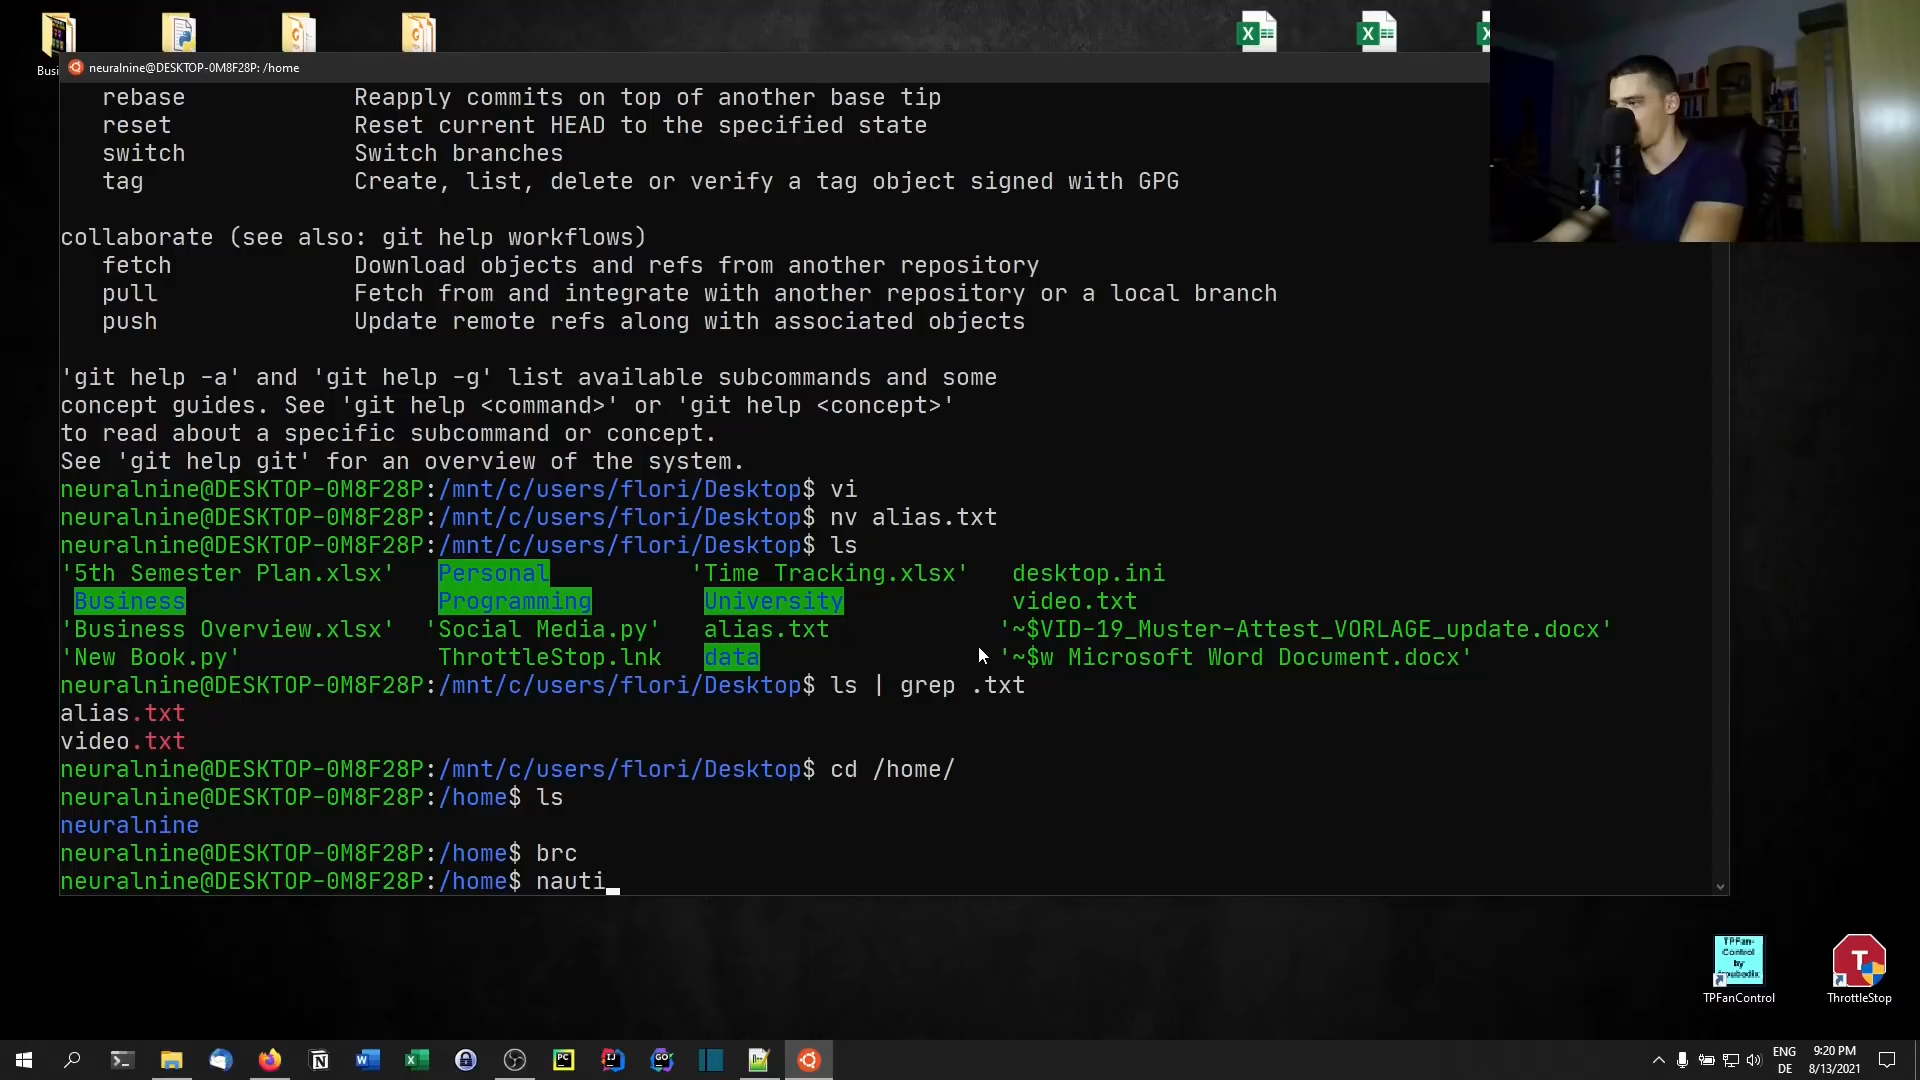 Busi
neuralnine@DESKTOP-0M8F28P: /home
rebase Reapply commits on top of another base tip
reset Reset current HEAD to the specified state
switch Switch branches
tag Create, list, delete or verify a tag object signed with GPG
collaborate (see also: git help workflows)
fetch Download objects and refs from another repository
pull Fetch from and integrate with another repository or a local branch
push Update remote refs along with associated objects
'git help -a' and 'git help -g' list available subcommands and some
concept guides. See 'git help <command>' or 'git help <concept>'
to read about a specific subcommand or concept.
See 'git help git' for an overview of the system.
neuralnine@DESKTOP-0M8F28P:/mnt/c/users/flori/Desktop$ vi
neuralnine@DESKTOP-0M8F28P:/mnt/c/users/flori/Desktop$ nv alias.txt
neuralnine@DESKTOP-0M8F28P:/mnt/c/users/flori/Desktop$ ls
'5th Semester Plan.xlsx' Personal 'Time Tracking.xlsx' desktop.ini
Business Programming University video.txt
'Business Overview.xlsx' 'Social Media.py' alias.txt '~$VID-19_Muster-Attest_VORLAGE_update.docx'
'New Book.py' ThrottleStop.lnk data '~$w Microsoft Word Document.docx'
neuralnine@DESKTOP-0M8F28P:/mnt/c/users/flori/Desktop$ ls | grep .txt
alias.txt
video.txt
neuralnine@DESKTOP-0M8F28P:/mnt/c/users/flori/Desktop$ cd /home/
neuralnine@DESKTOP-0M8F28P:/home$ ls
neuralnine
neuralnine@DESKTOP-0M8F28P:/home$ brc
neuralnine@DESKTOP-0M8F28P:/home$ nauti
TPFan-
Control
by
troubadix
TPFanControl
T
ThrottleStop
ENG
DE
9:20 PM
8/13/2021